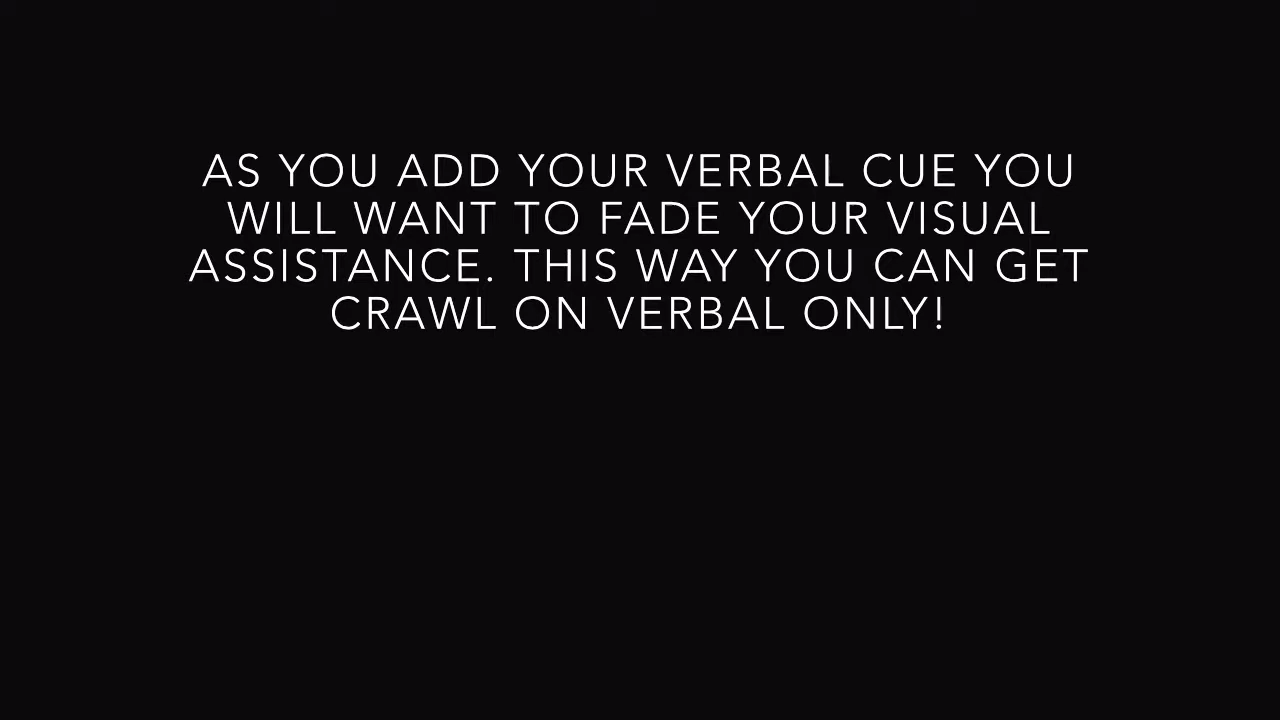 AS YOU ADD YOUR VERBAL CUE YOU
WILL WANT TO FADE YOUR VISUAL
ASSISTANCE. THIS WAY YOU CAN GET
CRAWL ON VERBAL ONLY!